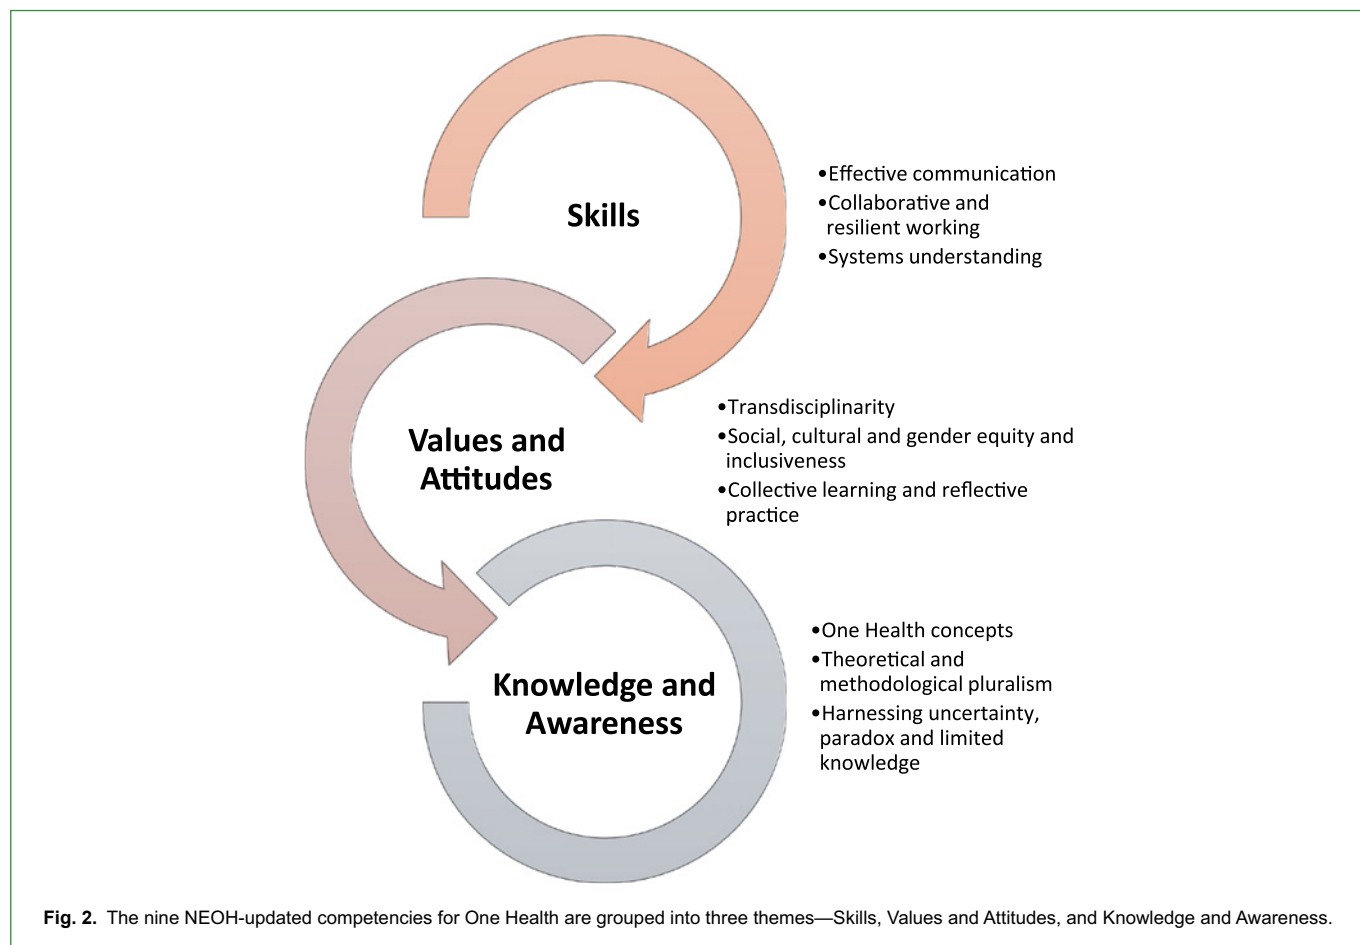 Skills
•Effective communication
•Collaborative and
resilient working
•Systems understanding
Values and
Attitudes
•Transdisciplinarity
•Social, cultural and gender equity and
inclusiveness
•Collective learning and reflective
practice
Knowledge and
Awareness
•One Health concepts
•Theoretical and
methodological pluralism
•Harnessing uncertainty,
paradox and limited
knowledge
Fig. 2. The nine NEOH-updated competencies for One Health are grouped into three themes—Skills, Values and Attitudes, and Knowledge and Awareness.